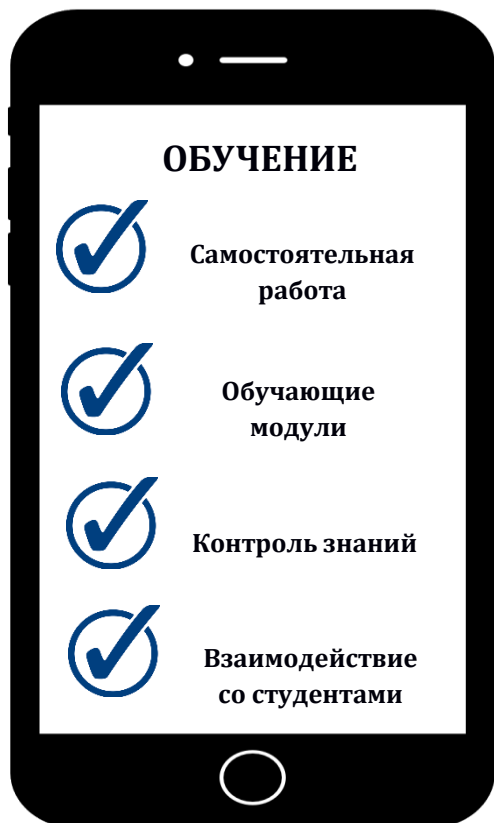 ОБУЧЕНИЕ
Самостоятельная
работа
Обучающие
модули
Контроль знаний
Взаимодействие
со студентами